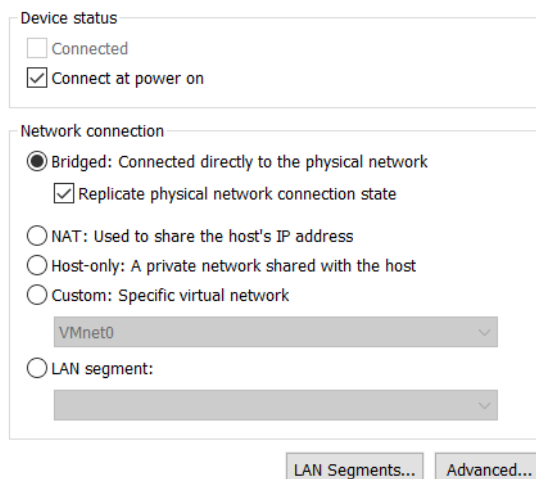 Device status
Connected
Connect at power on
Network connection
Bridged: Connected directly to the physical network
Replicate physical network connection state
NAT: Used to share the host's IP address
Host-only: A private network shared with the host
Custom: Specific virtual network
VMnet0
LAN segment:
LAN Segments... Advanced...